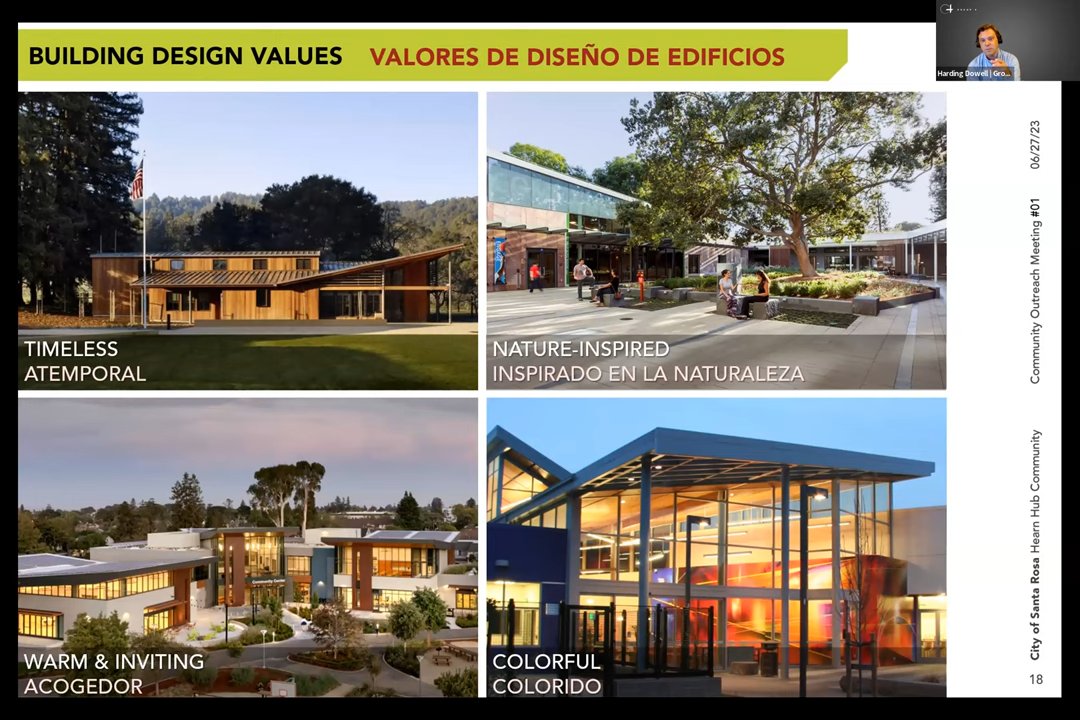 BUILDING DESIGN VALUES VALORES DE DISEÑO DE EDIFICIOS
Harding Dowell | Gro...
TIMELESS
ATEMPORAL
NATURE-INSPIRED
INSPIRADO EN LA NATURALEZA
WARM & INVITING
ACOGEDOR
COLORFUL
COLORIDO
City of Santa Rosa Hearn Hub Community Community Outreach Meeting #01 06/27/23
18